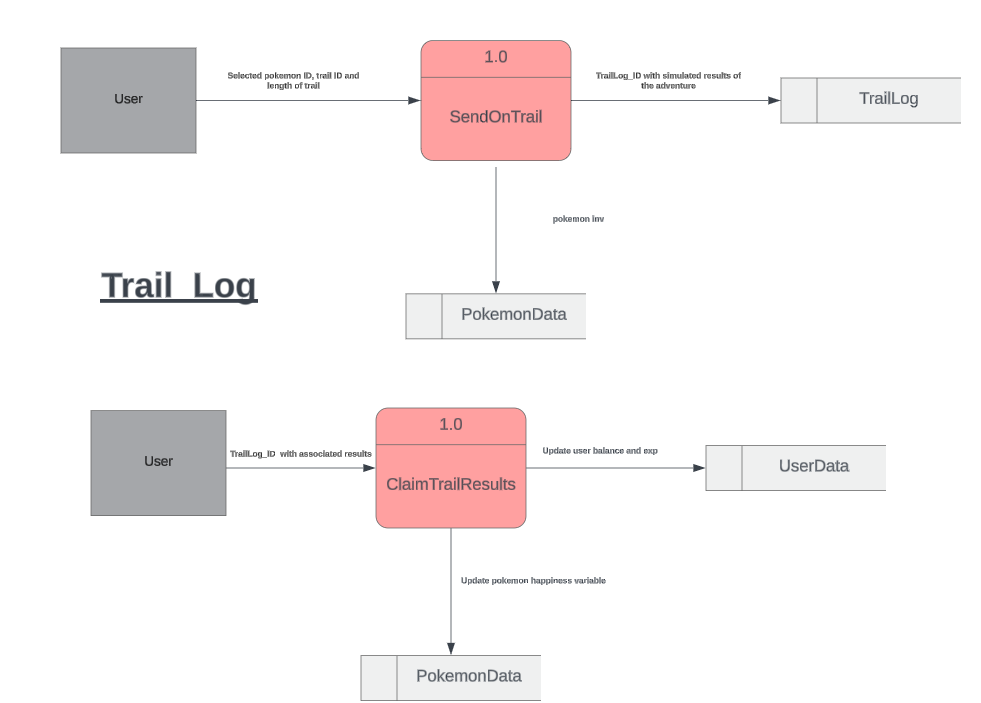 1.0
Selected pokemon ID, trail ID and
length of trail
TrailLog_ID with simulated results of
the adventure
User
SendOnTrail
TrailLog
pokemon inv
Trail Log
PokemonData
1.0
TrailLog_ID with associated results
Update user balance and exp
User
ClaimTrailResults
UserData
Update pokemon happiness variable
PokemonData